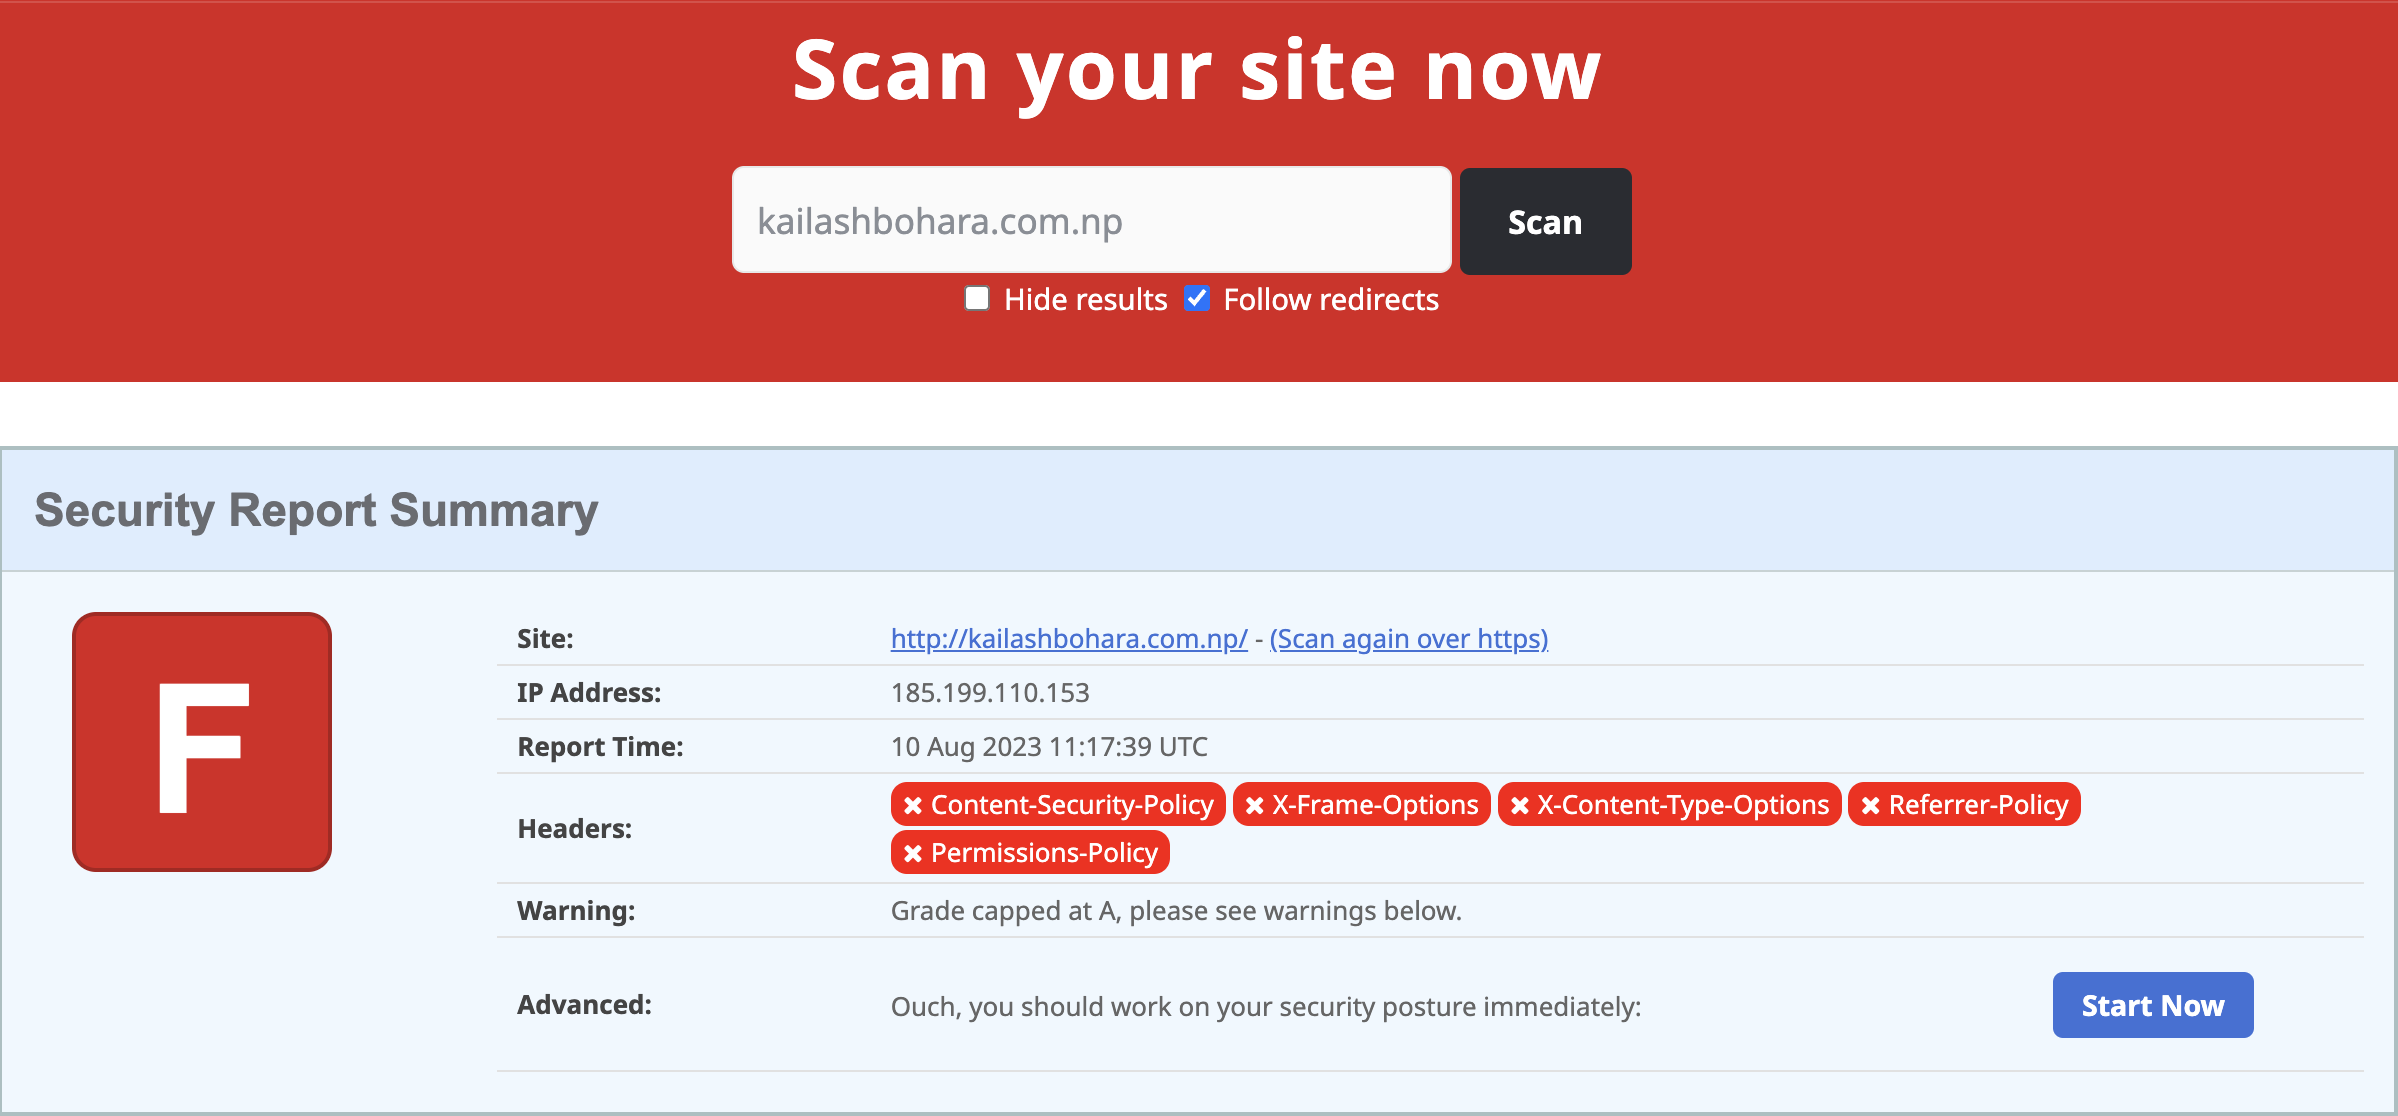 Scan your site now
kailashbohara.com.np
Scan
Hide results Follow redirects
Security Report Summary
F
Site: http://kailashbohara.com.np/ - (Scan again over https)
IP Address: 185.199.110.153
Report Time: 10 Aug 2023 11:17:39 UTC
Headers: Content-Security-Policy X-Frame-Options X-Content-Type-Options Referrer-Policy
Permissions-Policy
Warning: Grade capped at A, please see warnings below.
Advanced: Ouch, you should work on your security posture immediately: Start Now